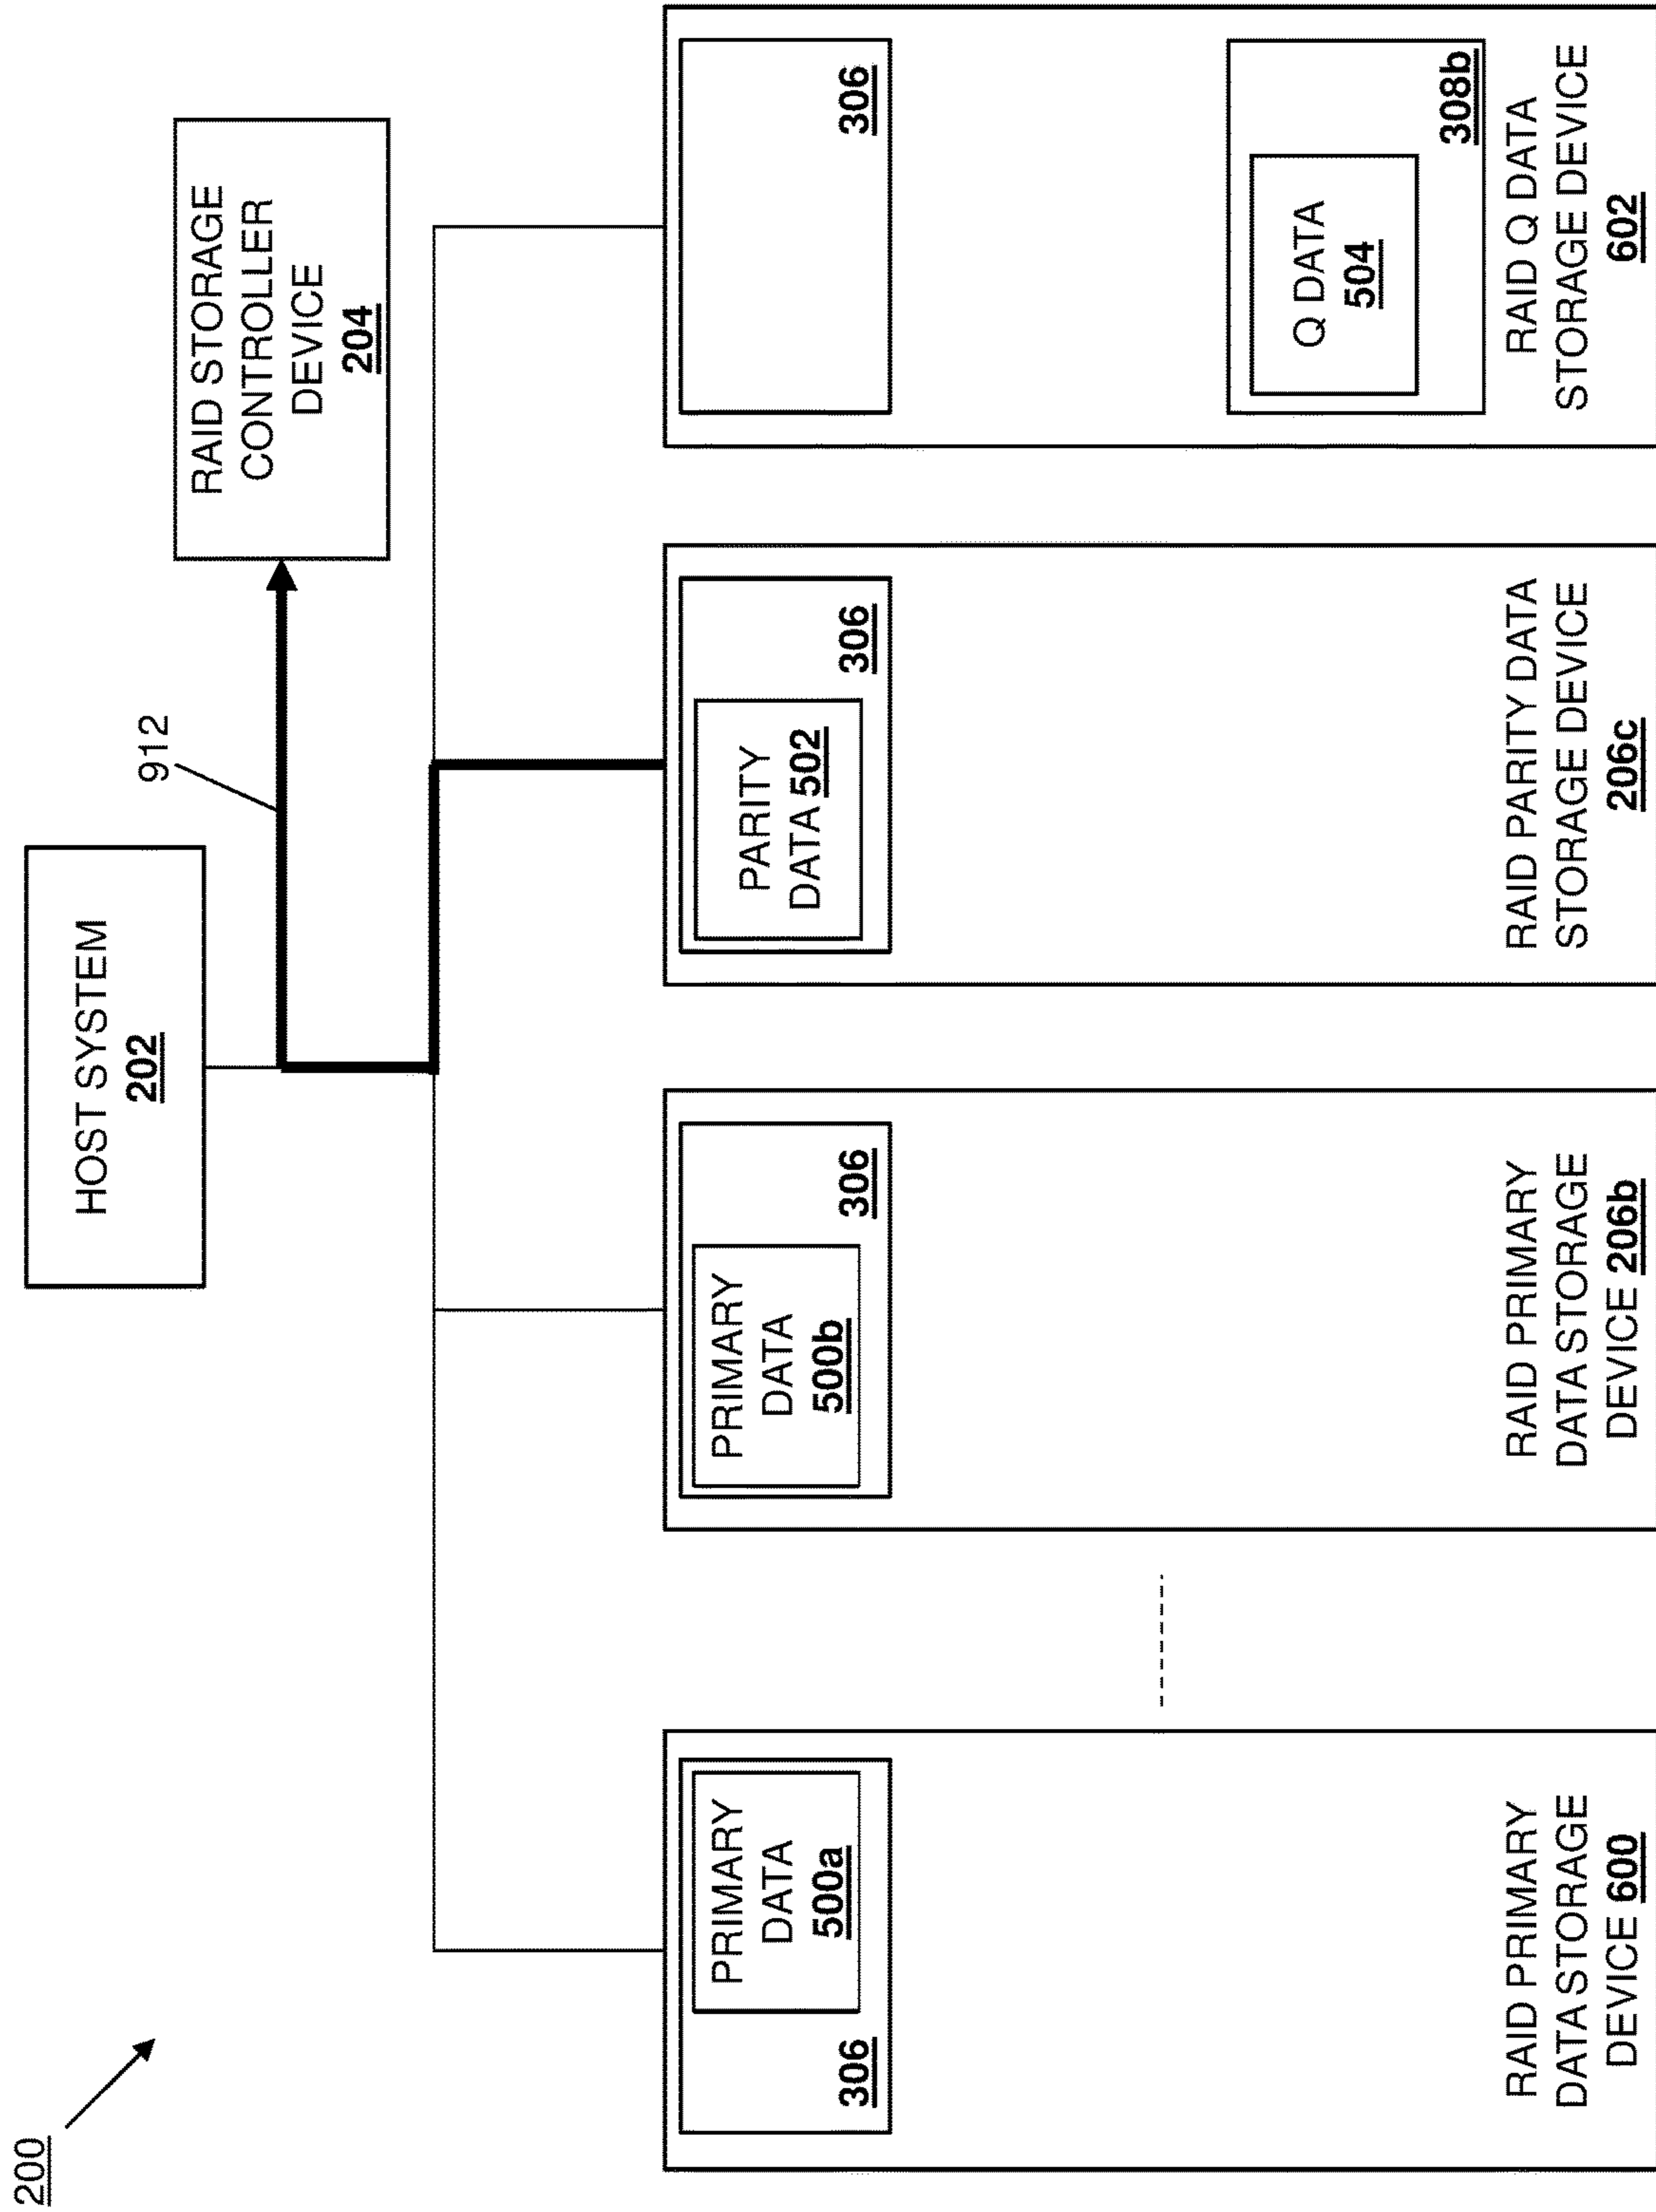 200
HOST SYSTEM
202
912
RAID STORAGE
CONTROLLER
DEVICE
204
PRIMARY
DATA
500a
306
RAID PRIMARY
DATA STORAGE
DEVICE 600
PRIMARY
DATA
500b
306
RAID PRIMARY
DATA STORAGE
DEVICE 206b
PARITY
DATA 502
306
RAID PARITY DATA
STORAGE DEVICE
206c
306
Q DATA
504
308b
RAID Q DATA
STORAGE DEVICE
602